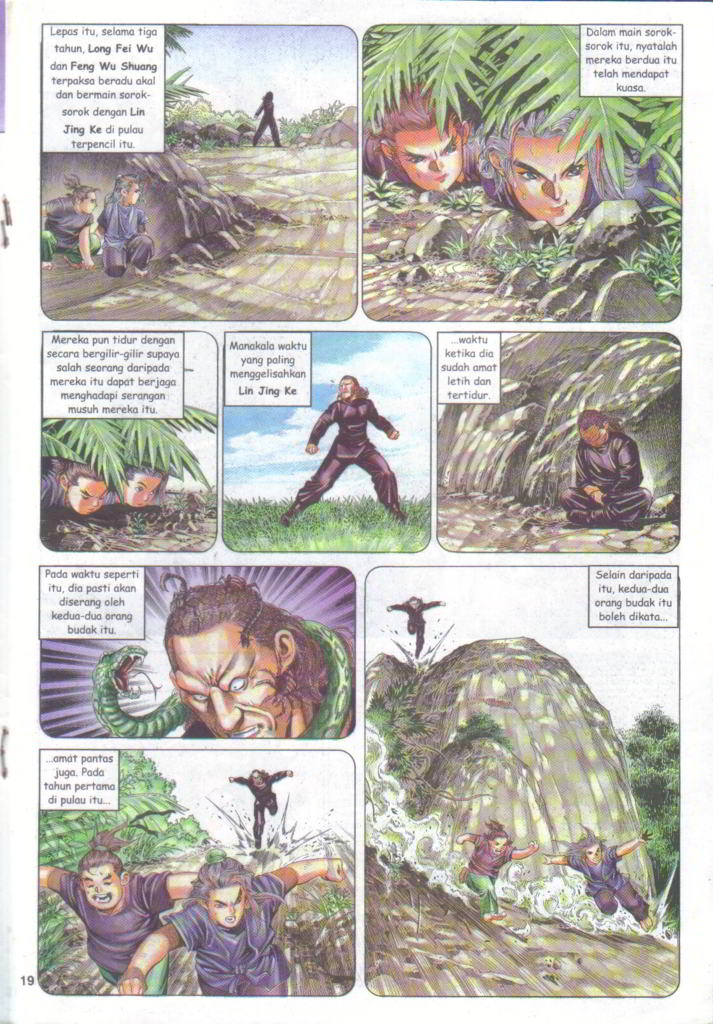 Lepas itu, selama tiga
tahun, Long Fei Wu
dan Feng Wu Shuang
terpaksa beradu akal
dan bermain sorok-
sorok dengan Lin
Jing Ke di pulau
terpencil itu.
Dalam main sorok-
sorok itu, nyatalah
mereka berdua itu
telah mendapat
kuasa.
Mereka pun tidur dengan
secara bergilir-gilir supaya
salah seorang daripada
mereka itu dapat berjaga
menghadapi serangan
musuh mereka itu.
Manakala waktu
yang paling
menggelisahkan
Lin Jing Ke
...waktu
ketika dia
sudah amat
letih dan
tertidur.
Pada waktu seperti
itu, dia pasti akan
diserang oleh
kedua-dua orang
budak itu.
Selain daripada
itu, kedua-dua
orang budak itu
boleh dikata...
...amat pantas
juga. Pada
tahun pertama
di pulau itu...
19